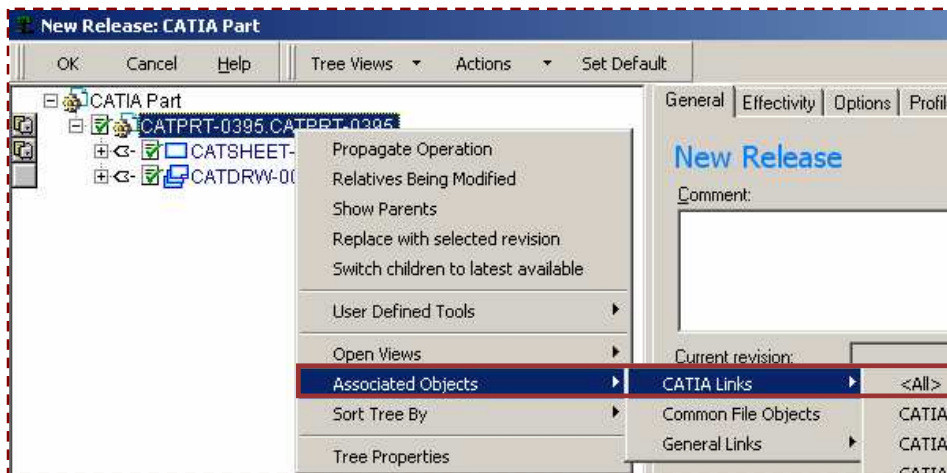 New Release: CATIA Part
OK Cancel Help Tree Views Actions Set Default
CATIA Part
CATPRT-0395.CATPRT-0395
CATSHEET-
CATDRW-00
Propagate Operation
Relatives Being Modified
Show Parents
Replace with selected revision
Switch children to latest available
User Defined Tools
Open Views
Associated Objects
Sort Tree By
Tree Properties
CATIA Links
Common File Objects
General Links
<All>
CATIA
CATIA
CATIA
General Effectivity Options Profil
New Release
Comment:
Current revision: